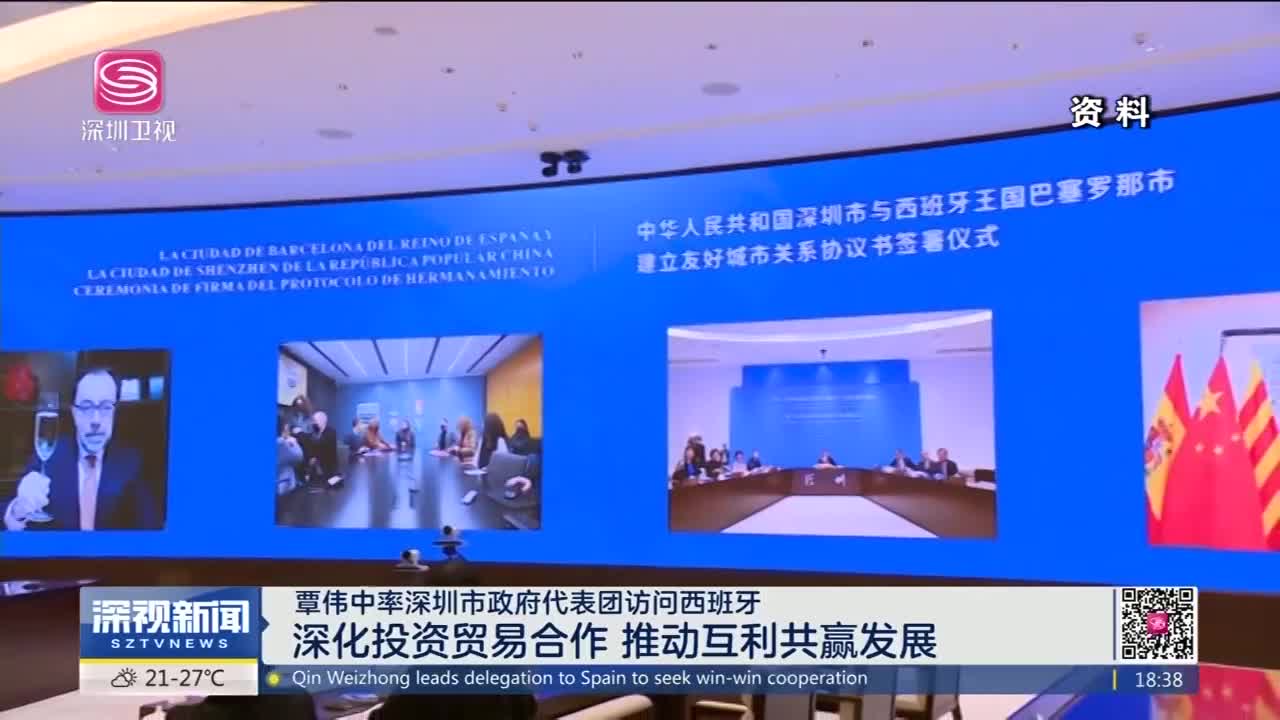 深圳卫视
资料
LA CIUDAD DE BARCELONA DEL REINO DE ESPAÑA Y
LA CIUDAD DE SHENZHEN DE LA REPÚBLICA POPULAR CHINA
CEREMONIA DE FIRMA DEL PROTOCOLO DE HERMANAMIENTO
中华人民共和国深圳市与西班牙王国巴塞罗那市
建立友好城市关系协议书签署仪式
深圳
深视新闻
SZTVNEWS
覃伟中率深圳市政府代表团访问西班牙
深化投资贸易合作 推动互利共赢发展
21-27℃
Qin Weizhong leads delegation to Spain to seek win-win cooperation
18:38